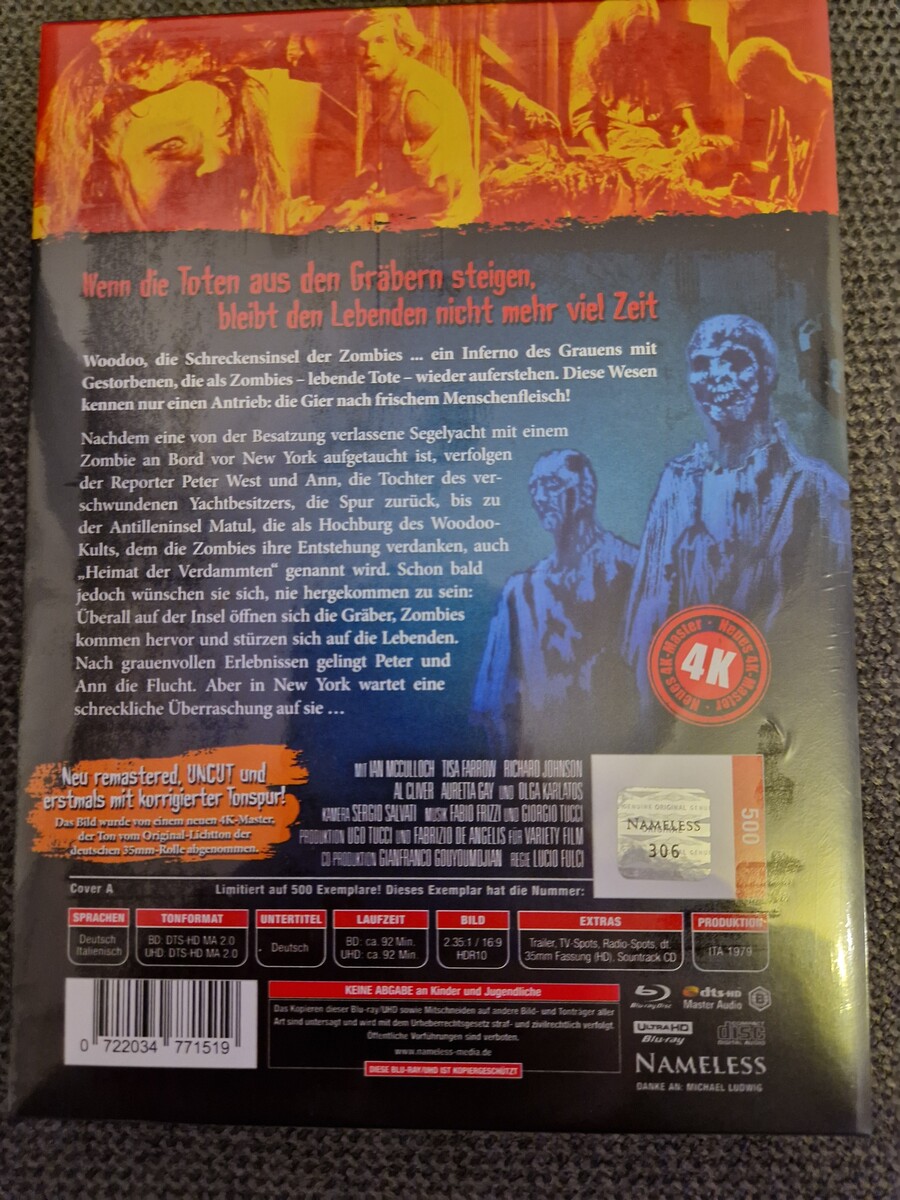 Wenn die Toten aus den Gräbern steigen,
bleibt den Lebenden nicht mehr viel Zeit
Woodoo, die Schreckensinsel der Zombies ... ein Inferno des Grauens mit
Gestorbenen, die als Zombies – lebende Tote – wieder auferstehen. Diese Wesen
kennen nur einen Antrieb: die Gier nach frischem Menschenfleisch!
Nachdem eine von der Besatzung verlassene Segelyacht mit einem
Zombie an Bord vor New York aufgetaucht ist, verfolgen
der Reporter Peter West und Ann, die Tochter des ver-
schwundenen Yachtbesitzers, die Spur zurück, bis zu
der Antilleninsel Matul, die als Hochburg des Woodoo-
Kults, dem die Zombies ihre Entstehung verdanken, auch
„Heimat der Verdammten“ genannt wird. Schon bald
jedoch wünschen sie sich, nie hergekommen zu sein:
Überall auf der Insel öffnen sich die Gräber, Zombies
kommen hervor und stürzen sich auf die Lebenden.
Nach grauenvollen Erlebnissen gelingt Peter und
Ann die Flucht. Aber in New York wartet eine
schreckliche Überraschung auf sie ...
Neues 4K-Master · Neues 4K-Master ·
4K
Neu remastered, UNCUT und
erstmals mit korrigierter Tonspur!
Das Bild wurde von einem neuen 4K-Master,
der Ton vom Original-Lichtton der
deutschen 35mm-Rolle abgenommen.
MIT IAN MCCULLOCH TISA FARROW RICHARD JOHNSON
AL CLIVER AURETTA GAY UND OLGA KARLATOS
KAMERA SERGIO SALVATI MUSIK FABIO FRIZZI UND GIORGIO TUCCI
PRODUKTION UGO TUCCI UND FABRIZIO DE ANGELIS FÜR VARIETY FILM
CO PRODUKTION GIANFRANCO COUYOUMDJIAN REGIE LUCIO FULCI
GENUINE ORIGINAL
NAMELESS
306
500
Cover A
Limitiert auf 500 Exemplare! Dieses Exemplar hat die Nummer:
SPRACHEN
Deutsch
Italienisch
TONFORMAT
BD: DTS-HD MA 2.0
UHD: DTS-HD MA 2.0
UNTERTITEL
Deutsch
LAUFZEIT
BD: ca. 92 Min.
UHD: ca. 92 Min.
BILD
2.35:1 / 16:9
HDR10
EXTRAS
Trailer, TV-Spots, Radio-Spots, dt.
35mm Fassung (HD), Sountrack CD
PRODUKTION
ITA 1979
0 722034 771519
KEINE ABGABE an Kinder und Jugendliche
Das Kopieren dieser Blu-ray/UHD sowie Mitschneiden auf andere Bild- und Tonträger aller
Art sind untersagt und wird mit dem Urheberrechtsgesetz straf- und zivilrechtlich verfolgt.
Öffentliche Vorführungen sind verboten.
www.nameless-media.de
DIESE BLU-RAY/UHD IST KOPIERGESCHÜTZT
Blu-ray Disc
dts-HD
Master Audio
B
ULTRA HD
Blu-ray
disc
DIGITAL AUDIO
NAMELESS
DANKE AN: MICHAEL LUDWIG